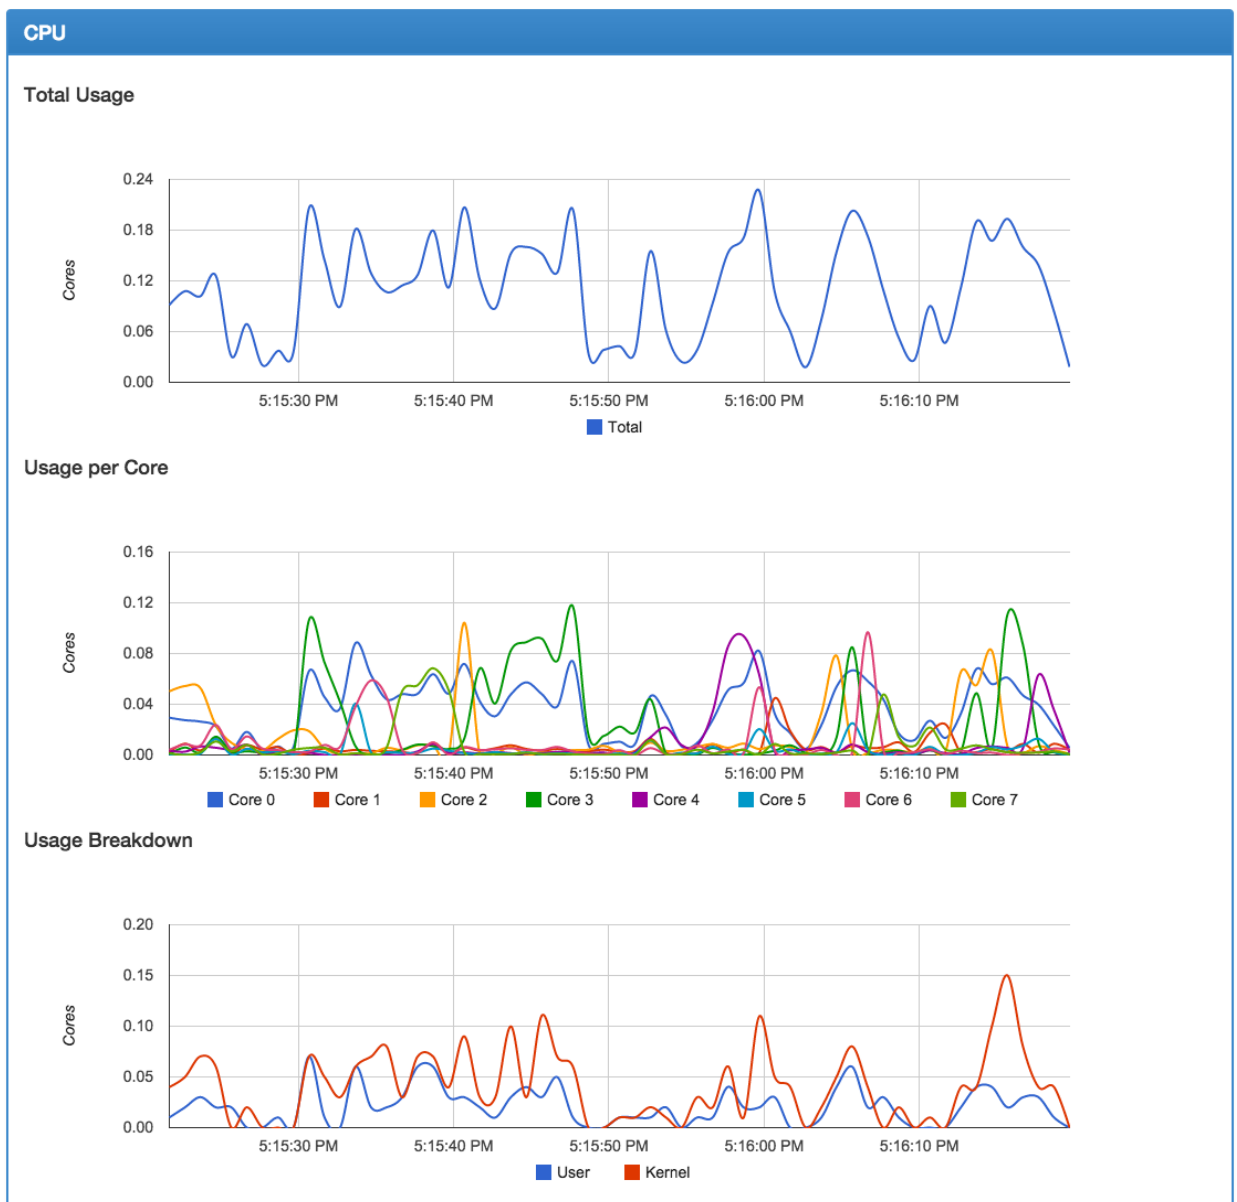 CPU
Total Usage
0.24
0.18
0.12
0.06
0.00
Cores
5:15:30 PM 5:15:40 PM 5:15:50 PM 5:16:00 PM 5:16:10 PM
Total
Usage per Core
0.16
0.12
0.08
0.04
0.00
Cores
5:15:30 PM 5:15:40 PM 5:15:50 PM 5:16:00 PM 5:16:10 PM
Core 0 Core 1 Core 2 Core 3 Core 4 Core 5 Core 6 Core 7
Usage Breakdown
0.20
0.15
0.10
0.05
0.00
Cores
5:15:30 PM 5:15:40 PM 5:15:50 PM 5:16:00 PM 5:16:10 PM
User Kernel